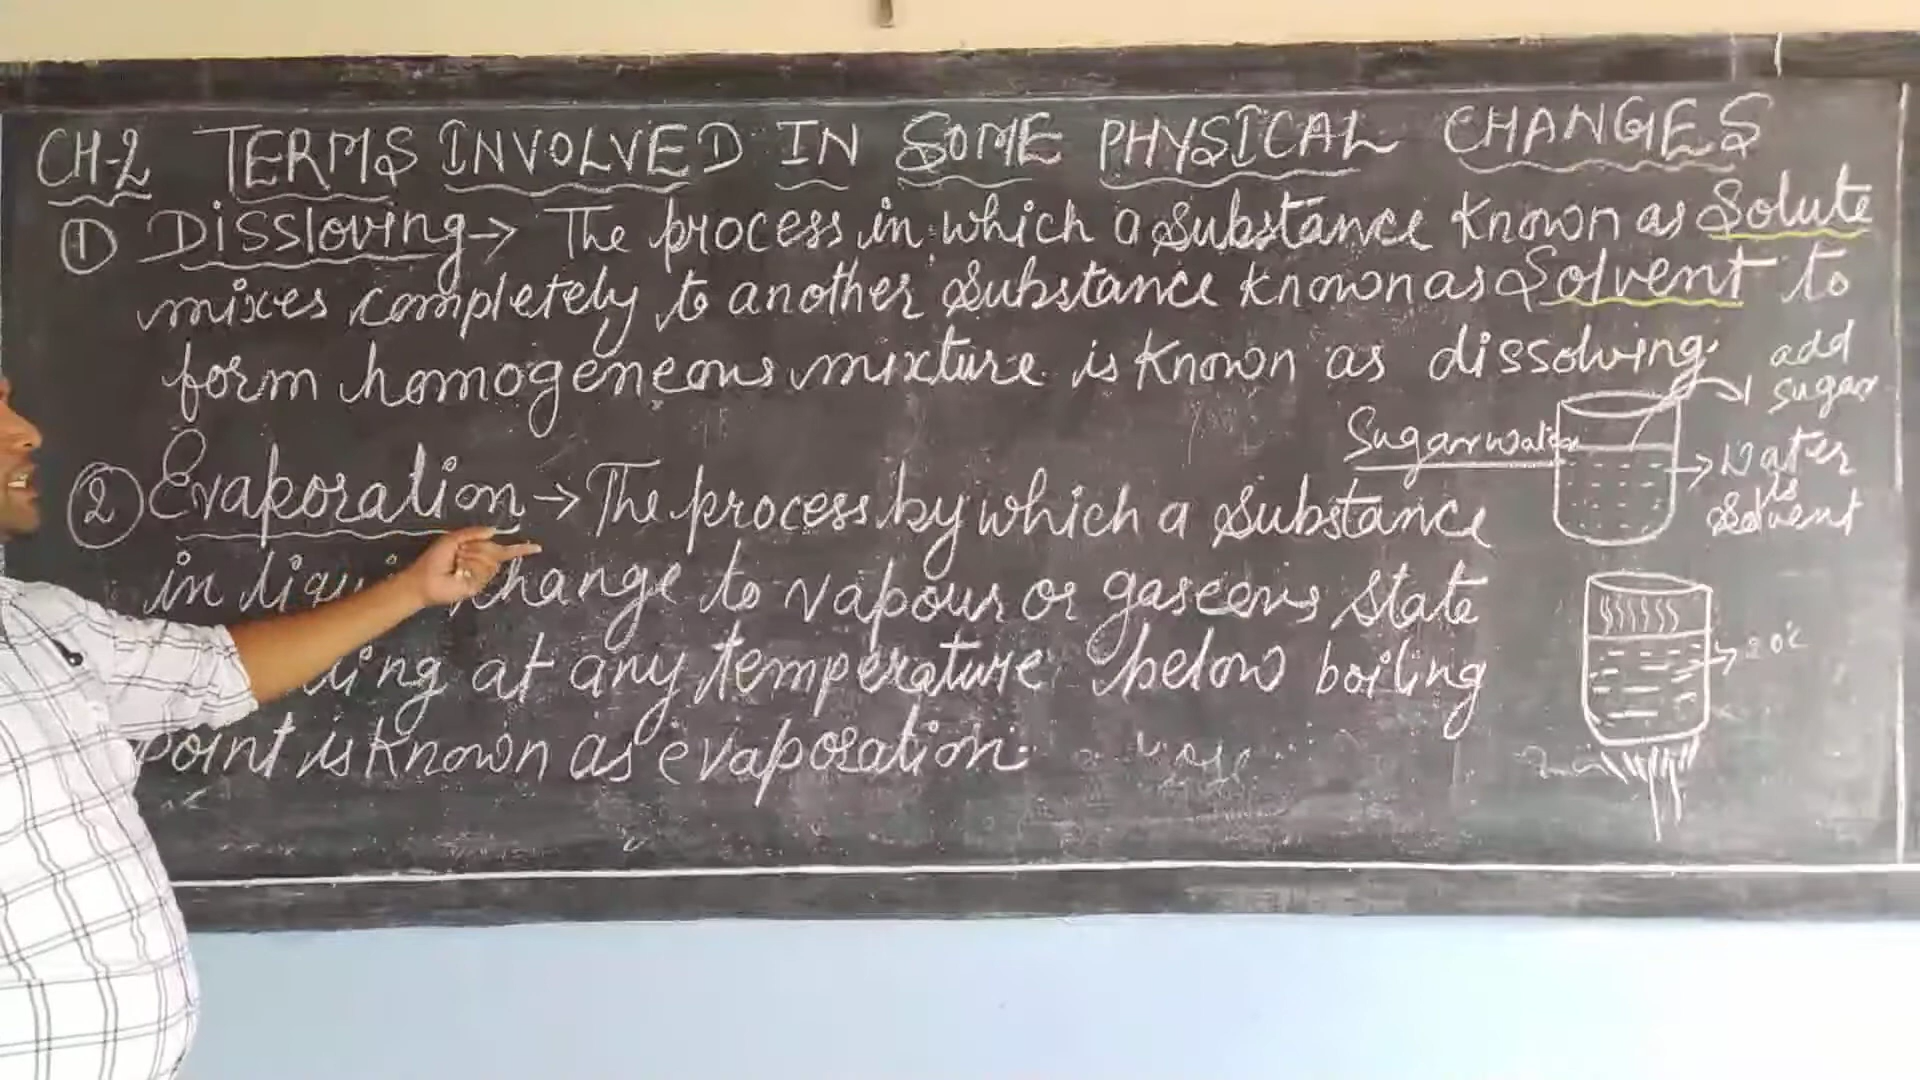 CH-2 TERMS INVOLVED IN SOME PHYSICAL CHANGES
① Dissloving → The process in which a substance known as Solute
mixes completely to another substance known as Solvent to
form homogeneous mixture is known as dissolving.
add
sugar
Sugar water
Water
is
Solvent
② Evaporation → The process by which a substance
in change to vapour or gaseous state
at any temperature below boiling
point is known as evaporation.